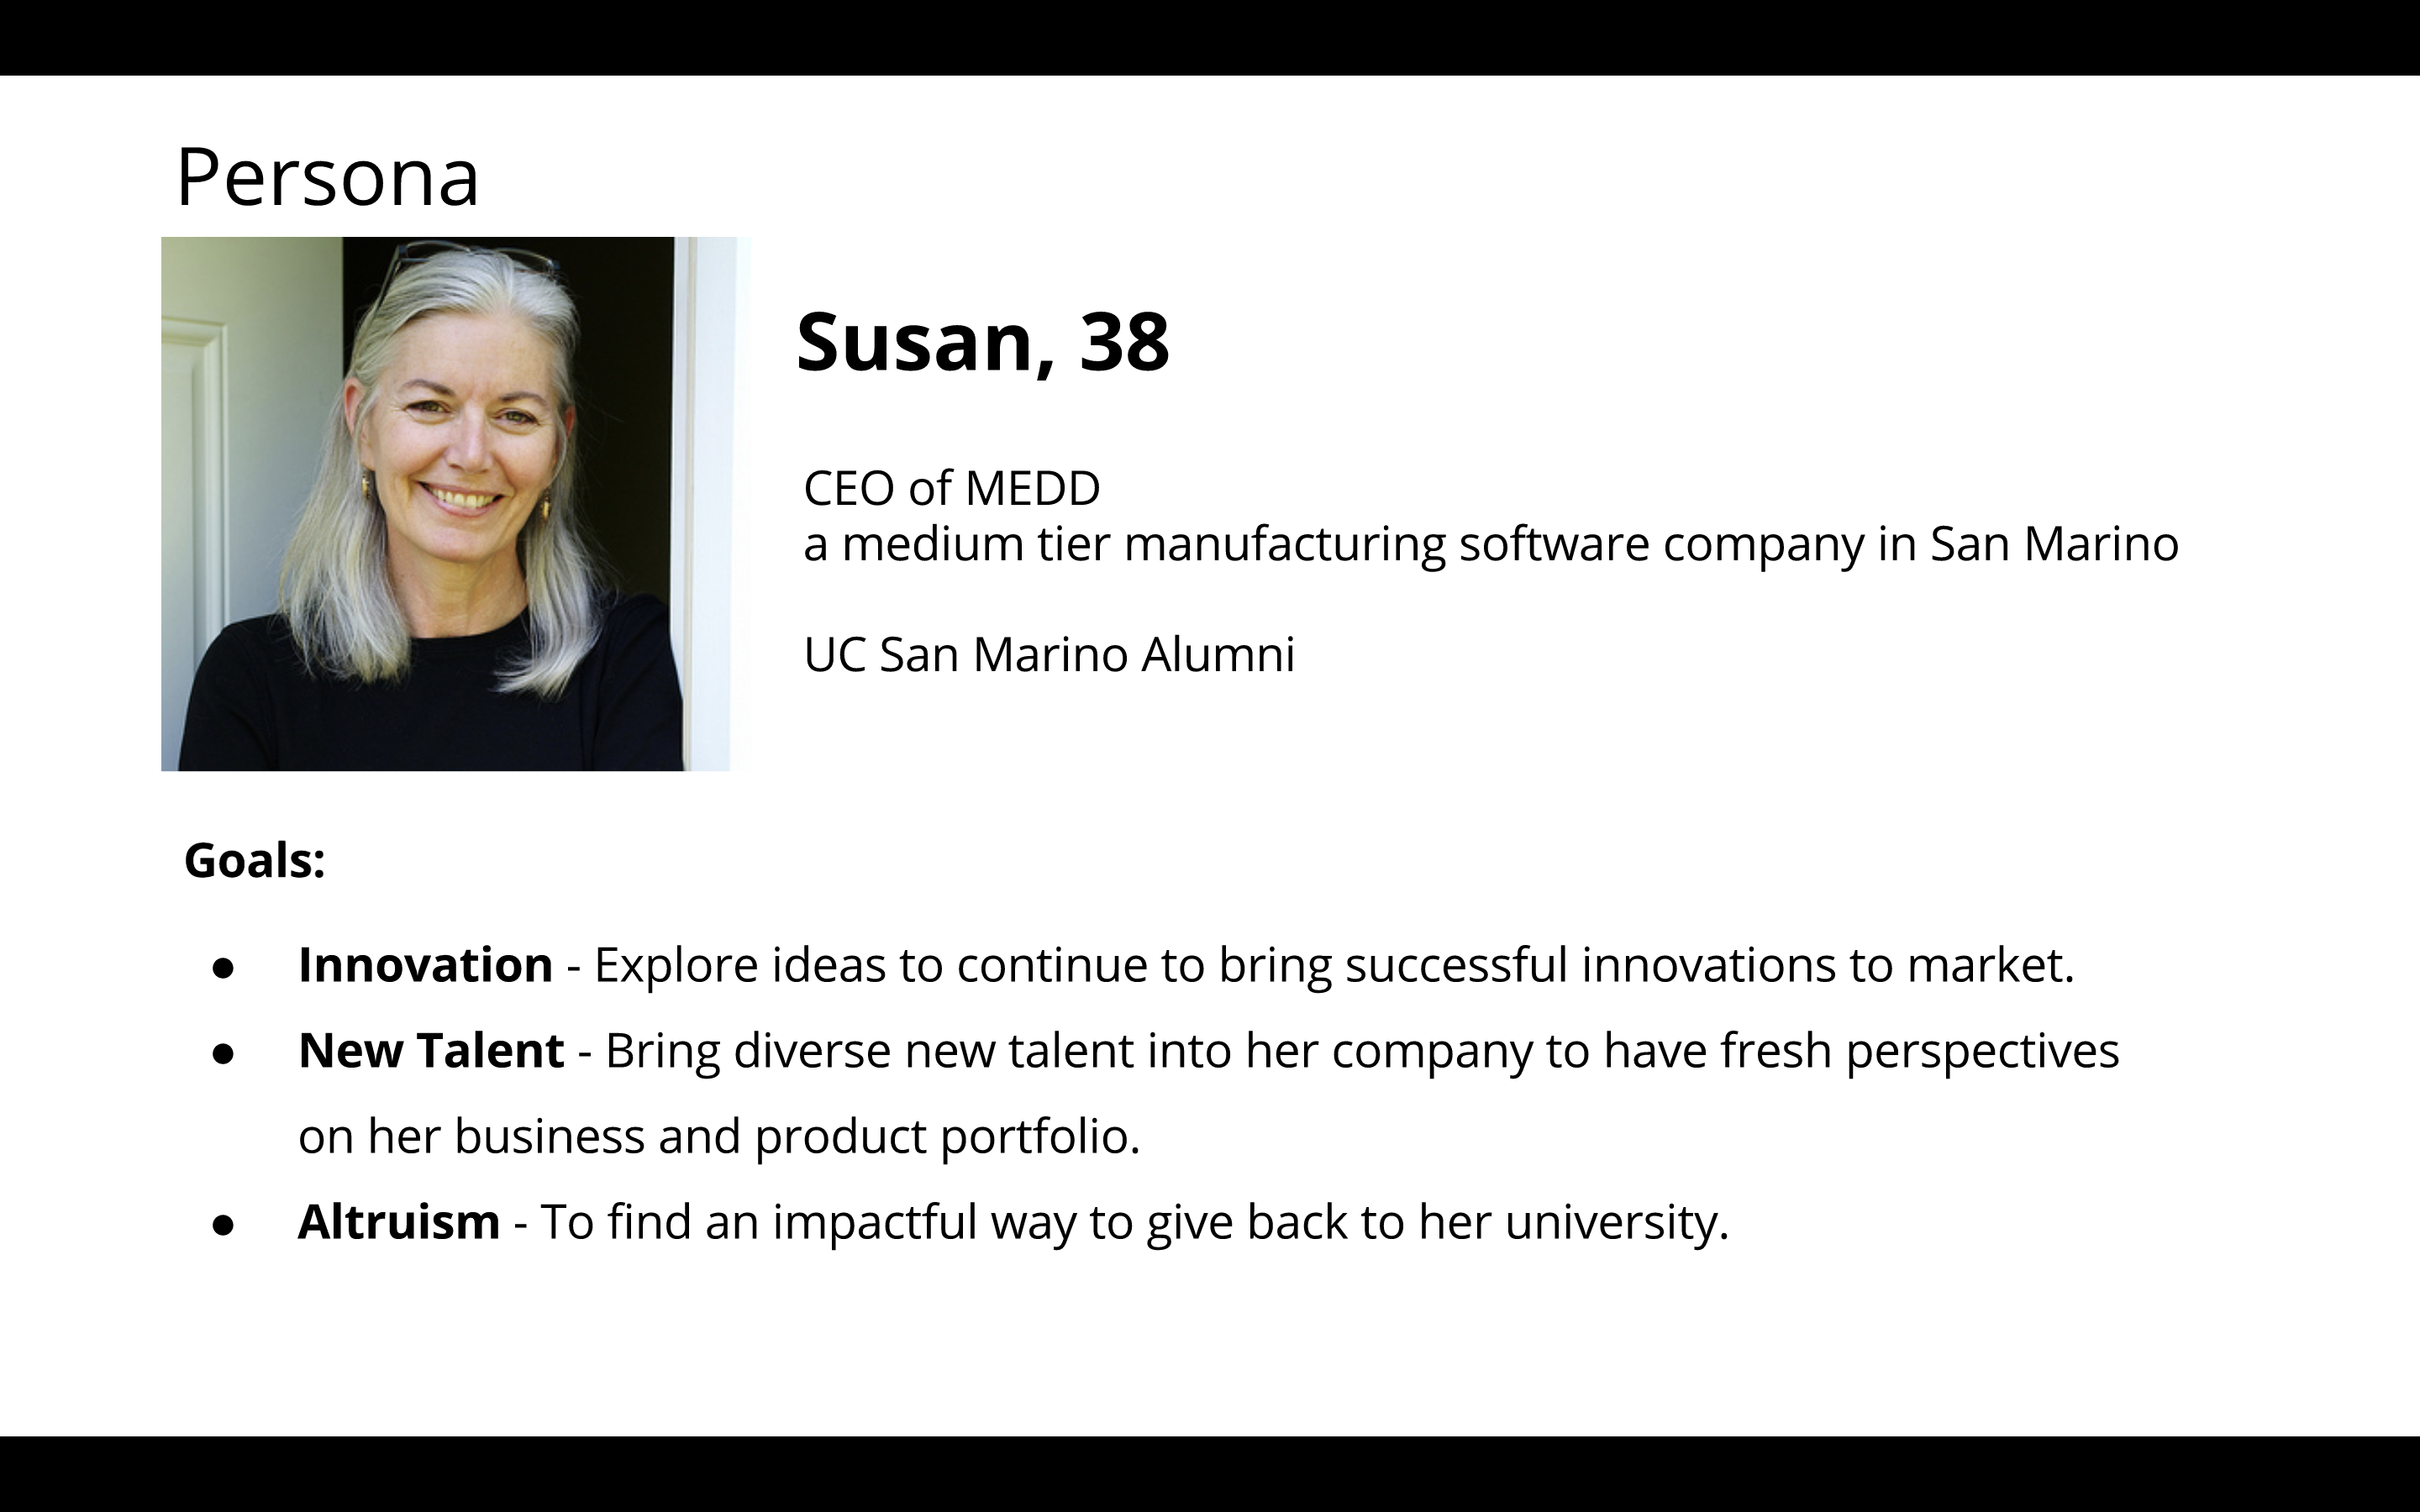 Persona
Susan, 38
CEO of MEDD
a medium tier manufacturing software company in San Marino
UC San Marino Alumni
Goals:
● Innovation - Explore ideas to continue to bring successful innovations to market.
● New Talent - Bring diverse new talent into her company to have fresh perspectives
on her business and product portfolio.
● Altruism - To find an impactful way to give back to her university.